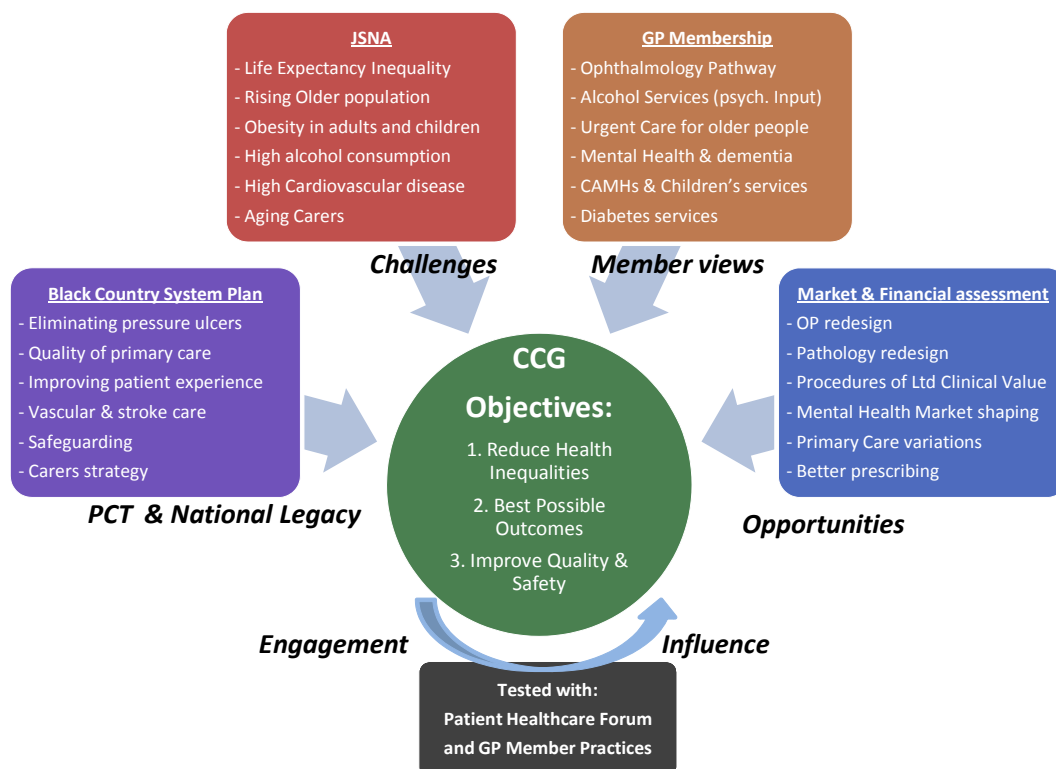 JSNA
- Life Expectancy Inequality
- Rising Older population
- Obesity in adults and children
- High alcohol consumption
- High Cardiovascular disease
- Aging Carers
GP Membership
- Ophthalmology Pathway
- Alcohol Services (psych. Input)
- Urgent Care for older people
- Mental Health & dementia
- CAMHs & Children’s services
- Diabetes services
Challenges
Member views
Black Country System Plan
- Eliminating pressure ulcers
- Quality of primary care
- Improving patient experience
- Vascular & stroke care
- Safeguarding
- Carers strategy
PCT & National Legacy
CCG
Objectives:
1. Reduce Health
Inequalities
2. Best Possible
Outcomes
3. Improve Quality &
Safety
Market & Financial assessment
- OP redesign
- Pathology redesign
- Procedures of Ltd Clinical Value
- Mental Health Market shaping
- Primary Care variations
- Better prescribing
Opportunities
Engagement
Influence
Tested with:
Patient Healthcare Forum
and GP Member Practices